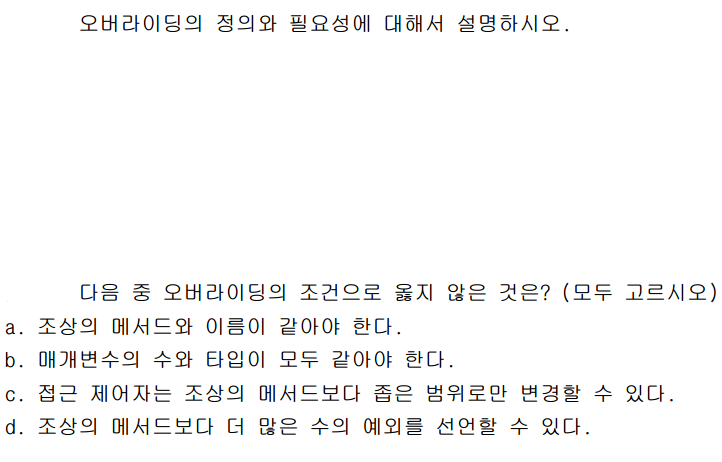 오버라이딩의 정의와 필요성에 대해서 설명하시오.
다음 중 오버라이딩의 조건으로 옳지 않은 것은? (모두 고르시오)
a. 조상의 메서드와 이름이 같아야 한다.
b. 매개변수의 수와 타입이 모두 같아야 한다.
c. 접근 제어자는 조상의 메서드보다 좁은 범위로만 변경할 수 있다.
d. 조상의 메서드보다 더 많은 수의 예외를 선언할 수 있다.